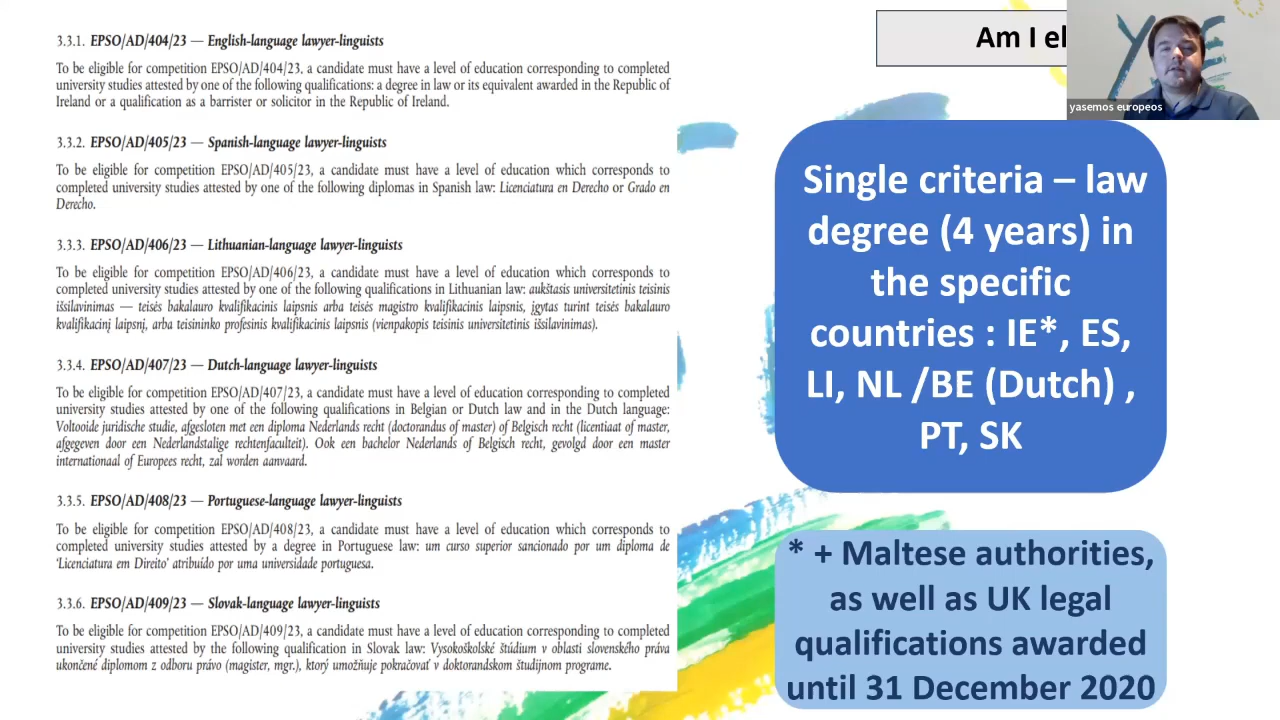 3.3.1. EPSO/AD/404/23 — English-language lawyer-linguists
To be eligible for competition EPSO/AD/404/23, a candidate must have a level of education corresponding to completed
university studies attested by one of the following qualifications: a degree in law or its equivalent awarded in the Republic of
Ireland or a qualification as a barrister or solicitor in the Republic of Ireland.
3.3.2. EPSO/AD/405/23 — Spanish-language lawyer-linguists
To be eligible for competition EPSO/AD/405/23, a candidate must have a level of education which corresponds to
completed university studies attested by one of the following diplomas in Spanish law: Licenciatura en Derecho or Grado en
Derecho.
3.3.3. EPSO/AD/406/23 — Lithuanian-language lawyer-linguists
To be eligible for competition EPSO/AD/406/23, a candidate must have a level of education which corresponds to
completed university studies attested by one of the following qualifications in Lithuanian law: aukštasis universitetinis teisinis
išsilavinimas — teisės bakalauro kvalifikacinis laipsnis arba teisės magistro kvalifikacinis laipsnis, įgytas turint teisės bakalauro
kvalifikacinį laipsnį, arba teisininko profesinis kvalifikacinis laipsnis (vienpakopis teisinis universitetinis išsilavinimas).
3.3.4. EPSO/AD/407/23 — Dutch-language lawyer-linguists
To be eligible for competition EPSO/AD/407/23, a candidate must have a level of education corresponding to completed
university studies attested by one of the following qualifications in Belgian or Dutch law and in the Dutch language:
Voltooide juridische studie, afgesloten met een diploma Nederlands recht (doctorandus of master) of Belgisch recht (licentiaat of master,
afgegeven door een Nederlandstalige rechtenfaculteit). Ook een bachelor Nederlands of Belgisch recht, gevolgd door een master
internationaal of Europees recht, zal worden aanvaard.
3.3.5. EPSO/AD/408/23 — Portuguese-language lawyer-linguists
To be eligible for competition EPSO/AD/408/23, a candidate must have a level of education which corresponds to
completed university studies attested by a degree in Portuguese law: um curso superior sancionado por um diploma de
'Licenciatura em Direito' atribuído por uma universidade portuguesa.
3.3.6. EPSO/AD/409/23 — Slovak-language lawyer-linguists
To be eligible for competition EPSO/AD/409/23, a candidate must have a level of education corresponding to completed
university studies attested by the following qualification in Slovak law: Vysokoškolské štúdium v oblasti slovenského práva
ukončené diplomom z odboru právo (magister, mgr.), ktorý umožňuje pokračovať v doktorandskom študijnom programe.
Am I el
YE
yasemos europeos
Single criteria – law
degree (4 years) in
the specific
countries : IE*, ES,
LI, NL /BE (Dutch) ,
PT, SK
* + Maltese authorities,
as well as UK legal
qualifications awarded
until 31 December 2020